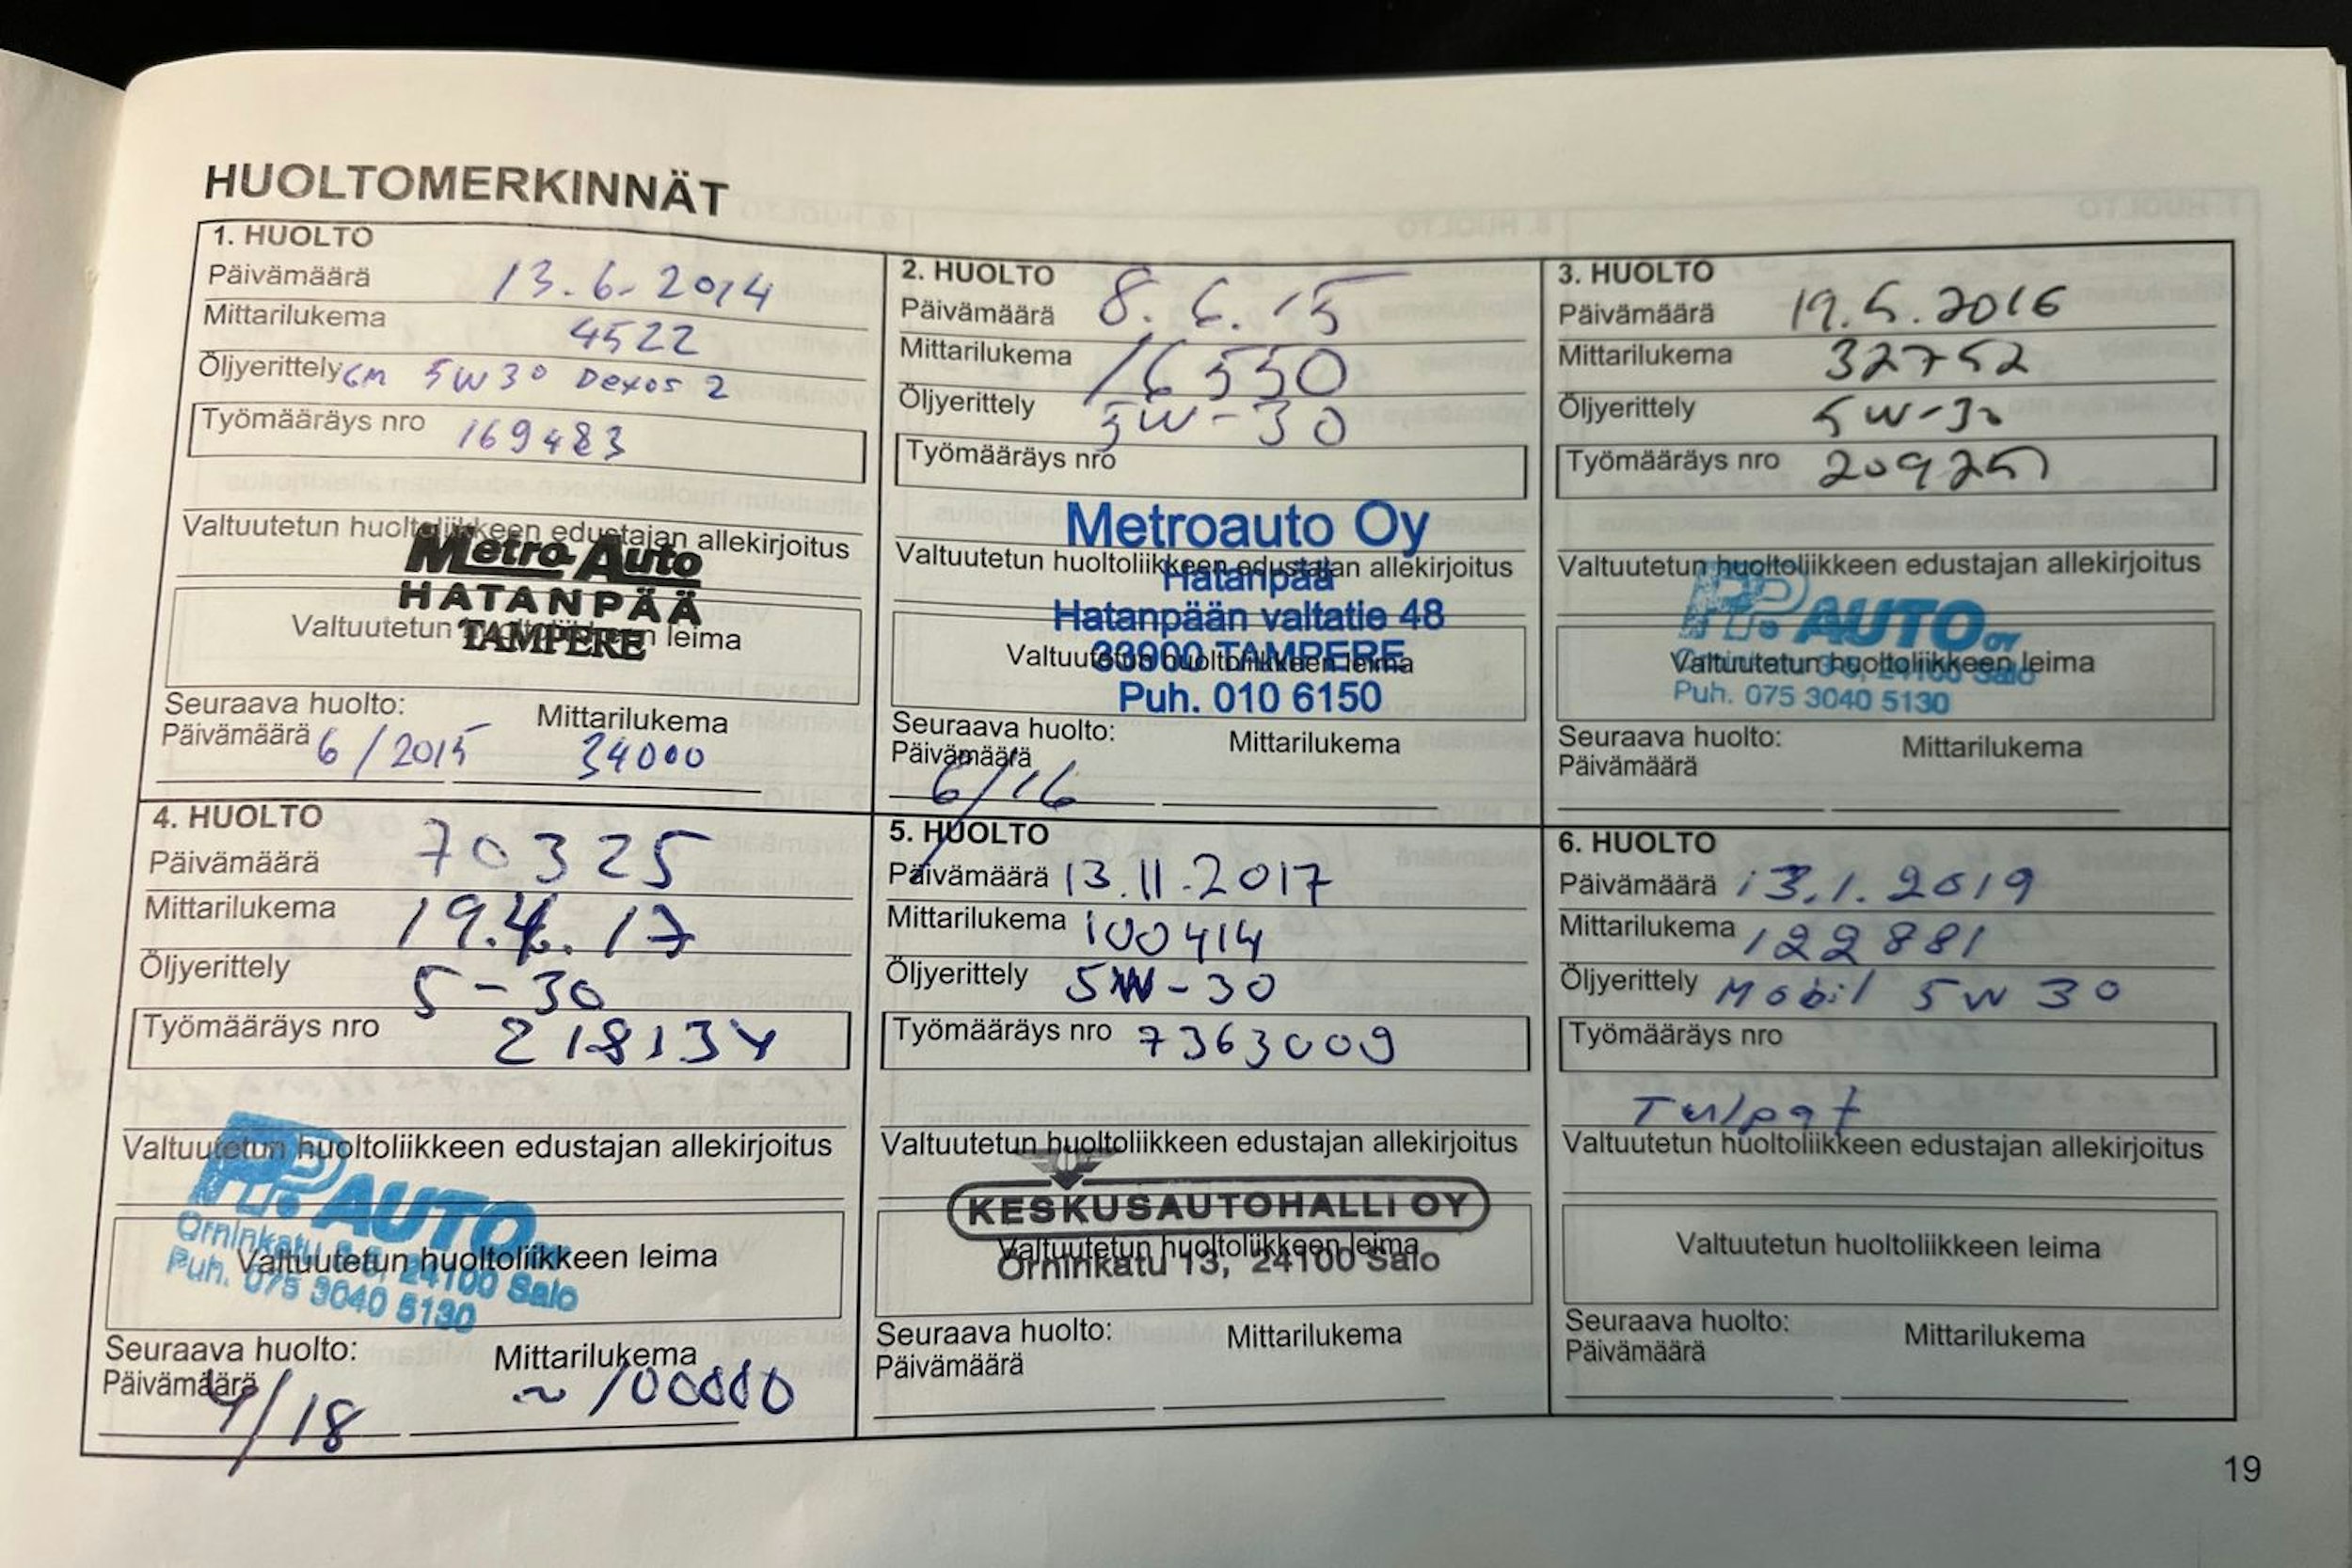 HUOLTOMERKINNÄT
1. HUOLTO
Päivämäärä 13.6.2014
Mittarilukema 4522
Öljyerittely GM 5W30 Dexos 2
Työmääräys nro 169483
Valtuutetun huoltoliikkeen edustajan allekirjoitus
Metro-Auto
HATANPÄÄ
Valtuutetun huoltoliikkeen leima
TAMPERE
Seuraava huolto:
Päivämäärä 6/2015 Mittarilukema 34000
2. HUOLTO
Päivämäärä 8.6.15
Mittarilukema 16550
Öljyerittely 5W-30
Työmääräys nro
Metroauto Oy
Valtuutetun huoltoliikkeen edustajan allekirjoitus
Hatanpää
Hatanpään valtatie 48
33900 TAMPERE
Valtuutetun huoltoliikkeen leima
Puh. 010 6150
Seuraava huolto:
Päivämäärä 6/16 Mittarilukema
3. HUOLTO
Päivämäärä 19.5.2016
Mittarilukema 32752
Öljyerittely 5W-30
Työmääräys nro 209251
Valtuutetun huoltoliikkeen edustajan allekirjoitus
PP. AUTO OY
Valtuutetun huoltoliikkeen leima
24100 Salo
Puh. 075 3040 5130
Seuraava huolto:
Päivämäärä Mittarilukema
4. HUOLTO
Päivämäärä 70325
Mittarilukema 19.4.17
Öljyerittely 5-30
Työmääräys nro 218134
Valtuutetun huoltoliikkeen edustajan allekirjoitus
PP. AUTO
Örninkatu 3-5, 24100 Salo
Valtuutetun huoltoliikkeen leima
Puh. 075 3040 5130
Seuraava huolto:
Päivämäärä 4/18 Mittarilukema ~100000
5. HUOLTO
Päivämäärä 13.11.2017
Mittarilukema 100414
Öljyerittely 5W-30
Työmääräys nro 7363009
Valtuutetun huoltoliikkeen edustajan allekirjoitus
KESKUSAUTOHALLI OY
Valtuutetun huoltoliikkeen leima
Örninkatu 13, 24100 Salo
Seuraava huolto:
Päivämäärä Mittarilukema
6. HUOLTO
Päivämäärä 13.1.2019
Mittarilukema 122881
Öljyerittely Mobil 5W30
Työmääräys nro
Tulpat
Valtuutetun huoltoliikkeen edustajan allekirjoitus
Valtuutetun huoltoliikkeen leima
Seuraava huolto:
Päivämäärä Mittarilukema
19